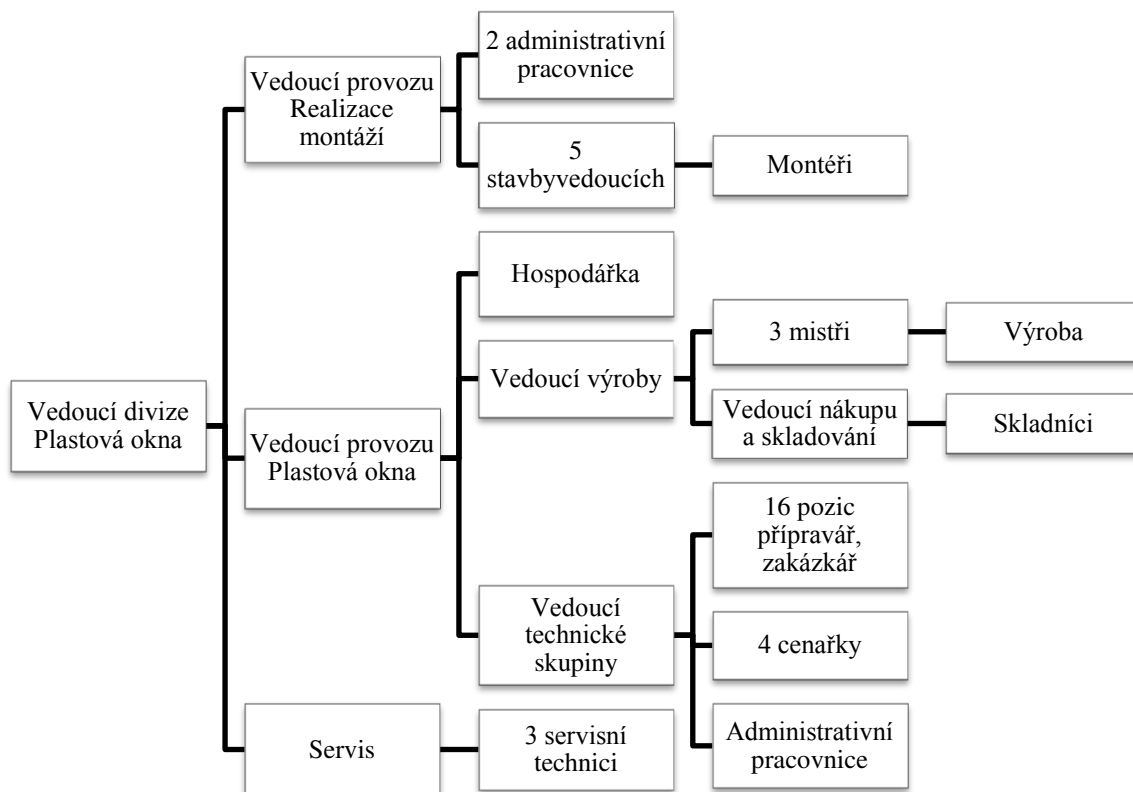 2 administrativní
pracovnice
Vedoucí provozu
Realizace
montáží
5
stavbyvedoucích
Montéři
Hospodářka
3 mistři
Výroba
Vedoucí výroby
Vedoucí divize
Plastová okna
Vedoucí provozu
Plastová okna
Vedoucí nákupu
a skladování
Skladníci
16 pozic
přípravář,
zakázkář
Vedoucí
technické
skupiny
4 cenařky
Servis
3 servisní
technici
Administrativní
pracovnice